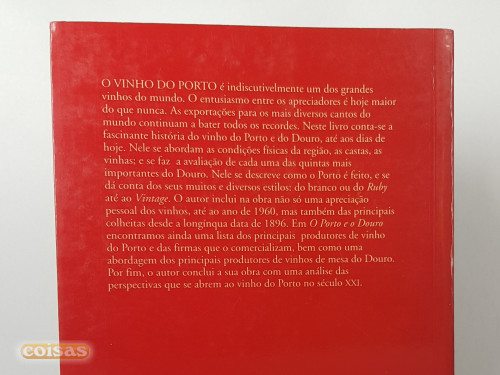 O VINHO DO PORTO é indiscutivelmente um dos grandes
vinhos do mundo. O entusiasmo entre os apreciadores é hoje maior
do que nunca. As exportações para os mais diversos cantos do
mundo continuam a bater todos os recordes. Neste livro conta-se a
fascinante história do vinho do Porto e do Douro, até aos dias de
hoje. Nele se abordam as condições físicas da região, as castas, as
vinhas; e se faz a avaliação de cada uma das quintas mais
importantes do Douro. Nele se descreve como o Porto é feito, e se
dá conta dos seus muitos e diversos estilos: do branco ou do Ruby
até ao Vintage. O autor inclui na obra não só uma apreciação
pessoal dos vinhos, até ao ano de 1960, mas também das principais
colheitas desde a longínqua data de 1896. Em O Porto e o Douro
encontramos ainda uma lista dos principais produtores de vinho
do Porto e das firmas que o comercializam, bem como uma
abordagem dos principais produtores de vinhos de mesa do Douro.
Por fim, o autor conclui a sua obra com uma análise das
perspectivas que se abrem ao vinho do Porto no século XXI.
coisas